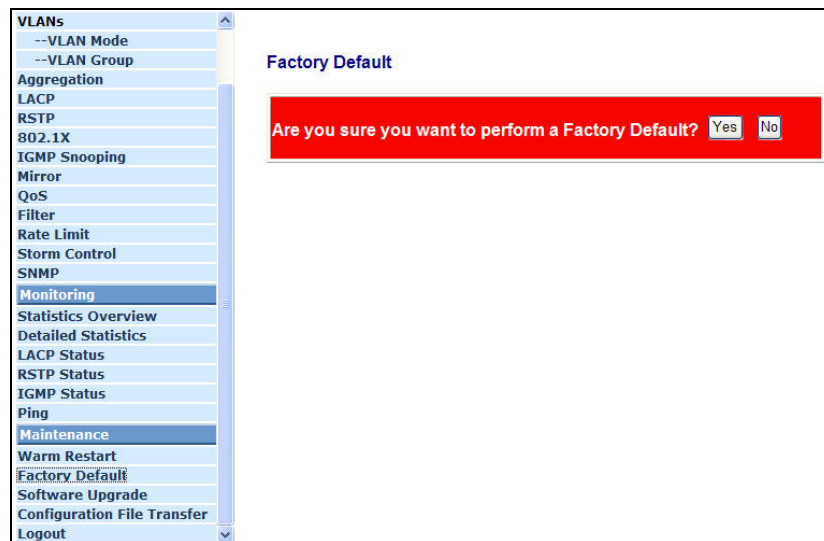 VLANs
--VLAN Mode
--VLAN Group
Aggregation
LACP
RSTP
802.1X
IGMP Snooping
Mirror
QoS
Filter
Rate Limit
Storm Control
SNMP
Monitoring
Statistics Overview
Detailed Statistics
LACP Status
RSTP Status
IGMP Status
Ping
Maintenance
Warm Restart
Factory Default
Software Upgrade
Configuration File Transfer
Logout
Factory Default
Are you sure you want to perform a Factory Default? Yes No